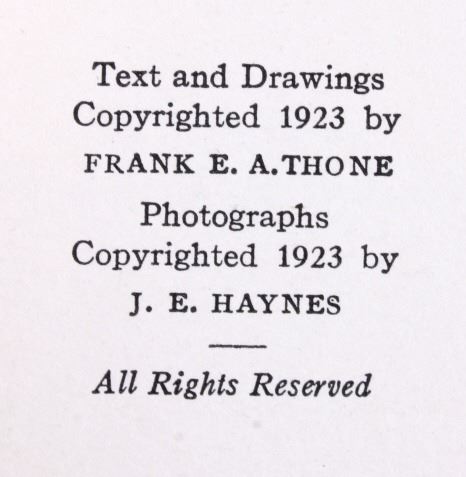 Text and Drawings
Copyrighted 1923 by
FRANK E. A. THONE
Photographs
Copyrighted 1923 by
J. E. HAYNES
All Rights Reserved